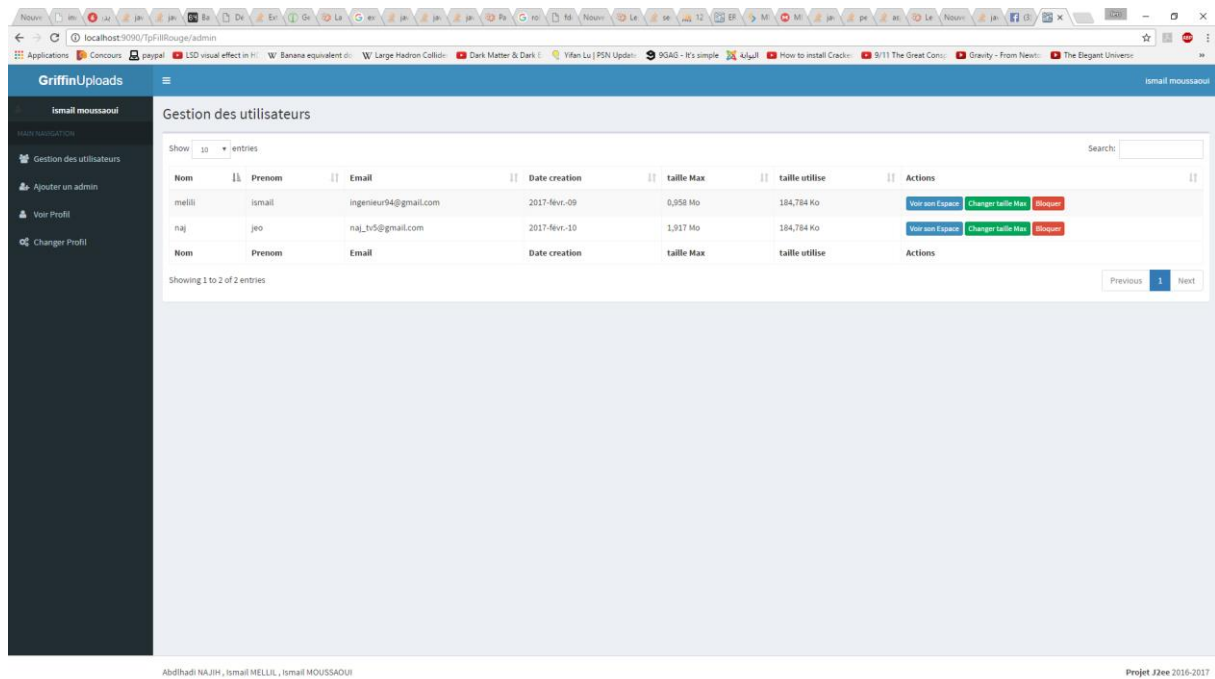 Nouve
localhost:9090/TpFillRouge/admin
Applications Concours paypal LSD visual effect in H Banana equivalent do Large Hadron Collide Dark Matter & Dark E Yifan Lu | PSN Update 9GAG - It's simple البوابة How to install Cracke 9/11 The Great Cons Gravity - From Newto The Elegant Universe
GriffinUploads
ismail moussaoui
ismail moussaoui
MAIN NAVIGATION
Gestion des utilisateurs
Ajouter un admin
Voir Profil
Changer Profil
Gestion des utilisateurs
Show 10 entries
Search:
Nom Prenom Email Date creation taille Max taille utilise Actions
melili ismail ingenieur94@gmail.com 2017-févr.-09 0,958 Mo 184,784 Ko Voir son Espace Changer taille Max Bloquer
naj jeo naj_tv5@gmail.com 2017-févr.-10 1,917 Mo 184,784 Ko Voir son Espace Changer taille Max Bloquer
Nom Prenom Email Date creation taille Max taille utilise Actions
Showing 1 to 2 of 2 entries
Previous 1 Next
Abdlhadi NAJIH , Ismail MELLIL , Ismail MOUSSAOUI
Projet J2ee 2016-2017